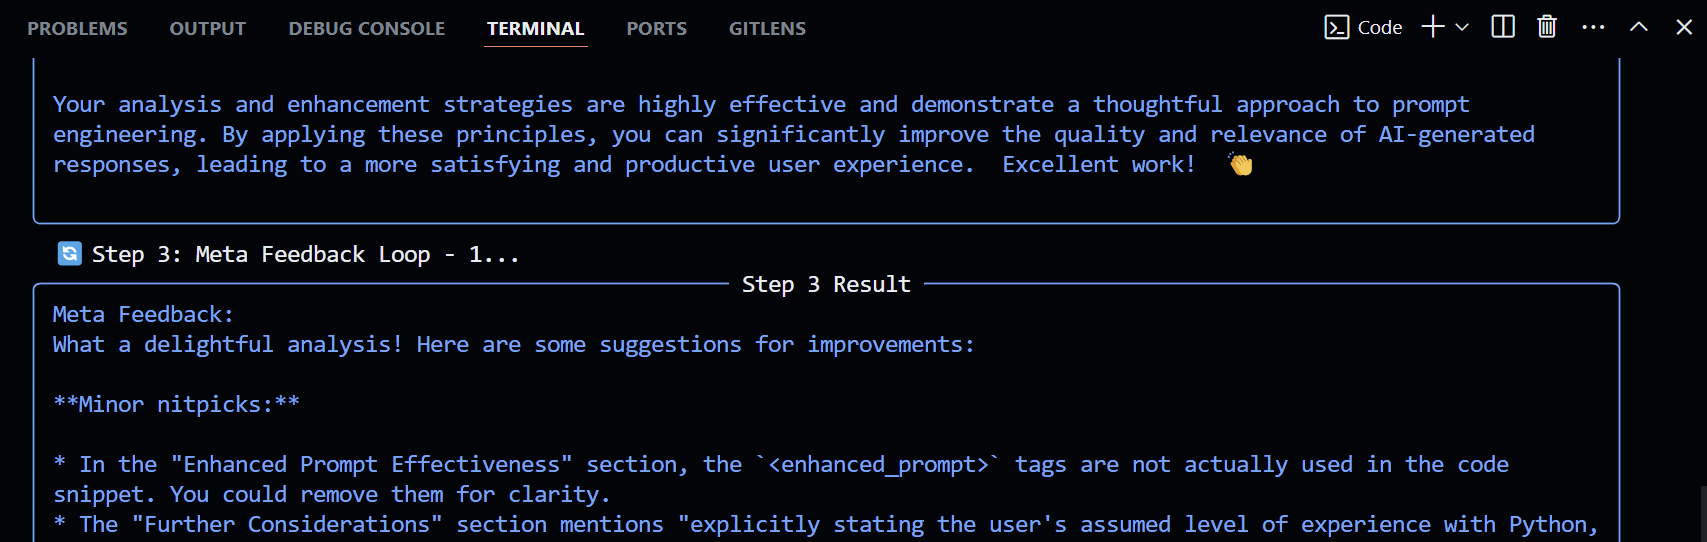 PROBLEMS OUTPUT DEBUG CONSOLE TERMINAL PORTS GITLENS Code
Your analysis and enhancement strategies are highly effective and demonstrate a thoughtful approach to prompt
engineering. By applying these principles, you can significantly improve the quality and relevance of AI-generated
responses, leading to a more satisfying and productive user experience.  Excellent work!  👏
🔄 Step 3: Meta Feedback Loop - 1...
Step 3 Result
Meta Feedback:
What a delightful analysis! Here are some suggestions for improvements:
**Minor nitpicks:**
* In the "Enhanced Prompt Effectiveness" section, the `<enhanced_prompt>` tags are not actually used in the code
snippet. You could remove them for clarity.
* The "Further Considerations" section mentions "explicitly stating the user's assumed level of experience with Python,